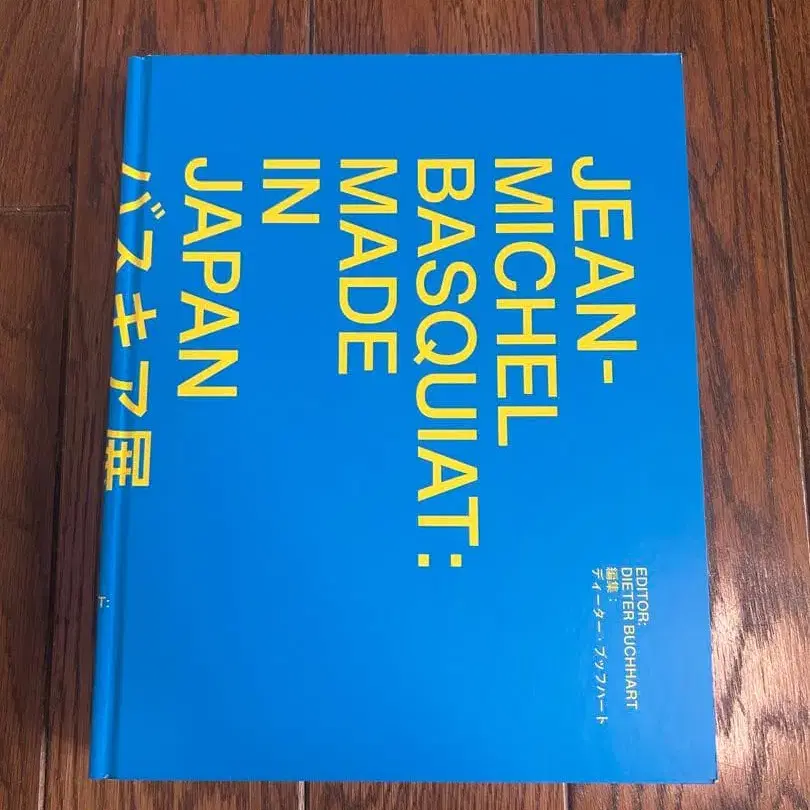 JEAN-
MICHEL
BASQUIAT:
MADE
IN
JAPAN
バスキア展
EDITOR:
DIETER BUCHHART
編集：
ディーター・ブッフハート
T: